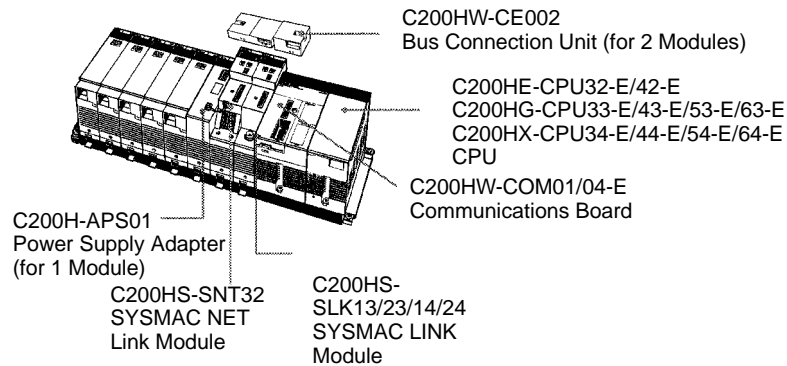 C200HW-CE002
Bus Connection Unit (for 2 Modules)
C200HE-CPU32-E/42-E
C200HG-CPU33-E/43-E/53-E/63-E
C200HX-CPU34-E/44-E/54-E/64-E
CPU
C200HW-COM01/04-E
Communications Board
C200H-APS01
Power Supply Adapter
(for 1 Module)
C200HS-SNT32
SYSMAC NET
Link Module
C200HS-
SLK13/23/14/24
SYSMAC LINK
Module